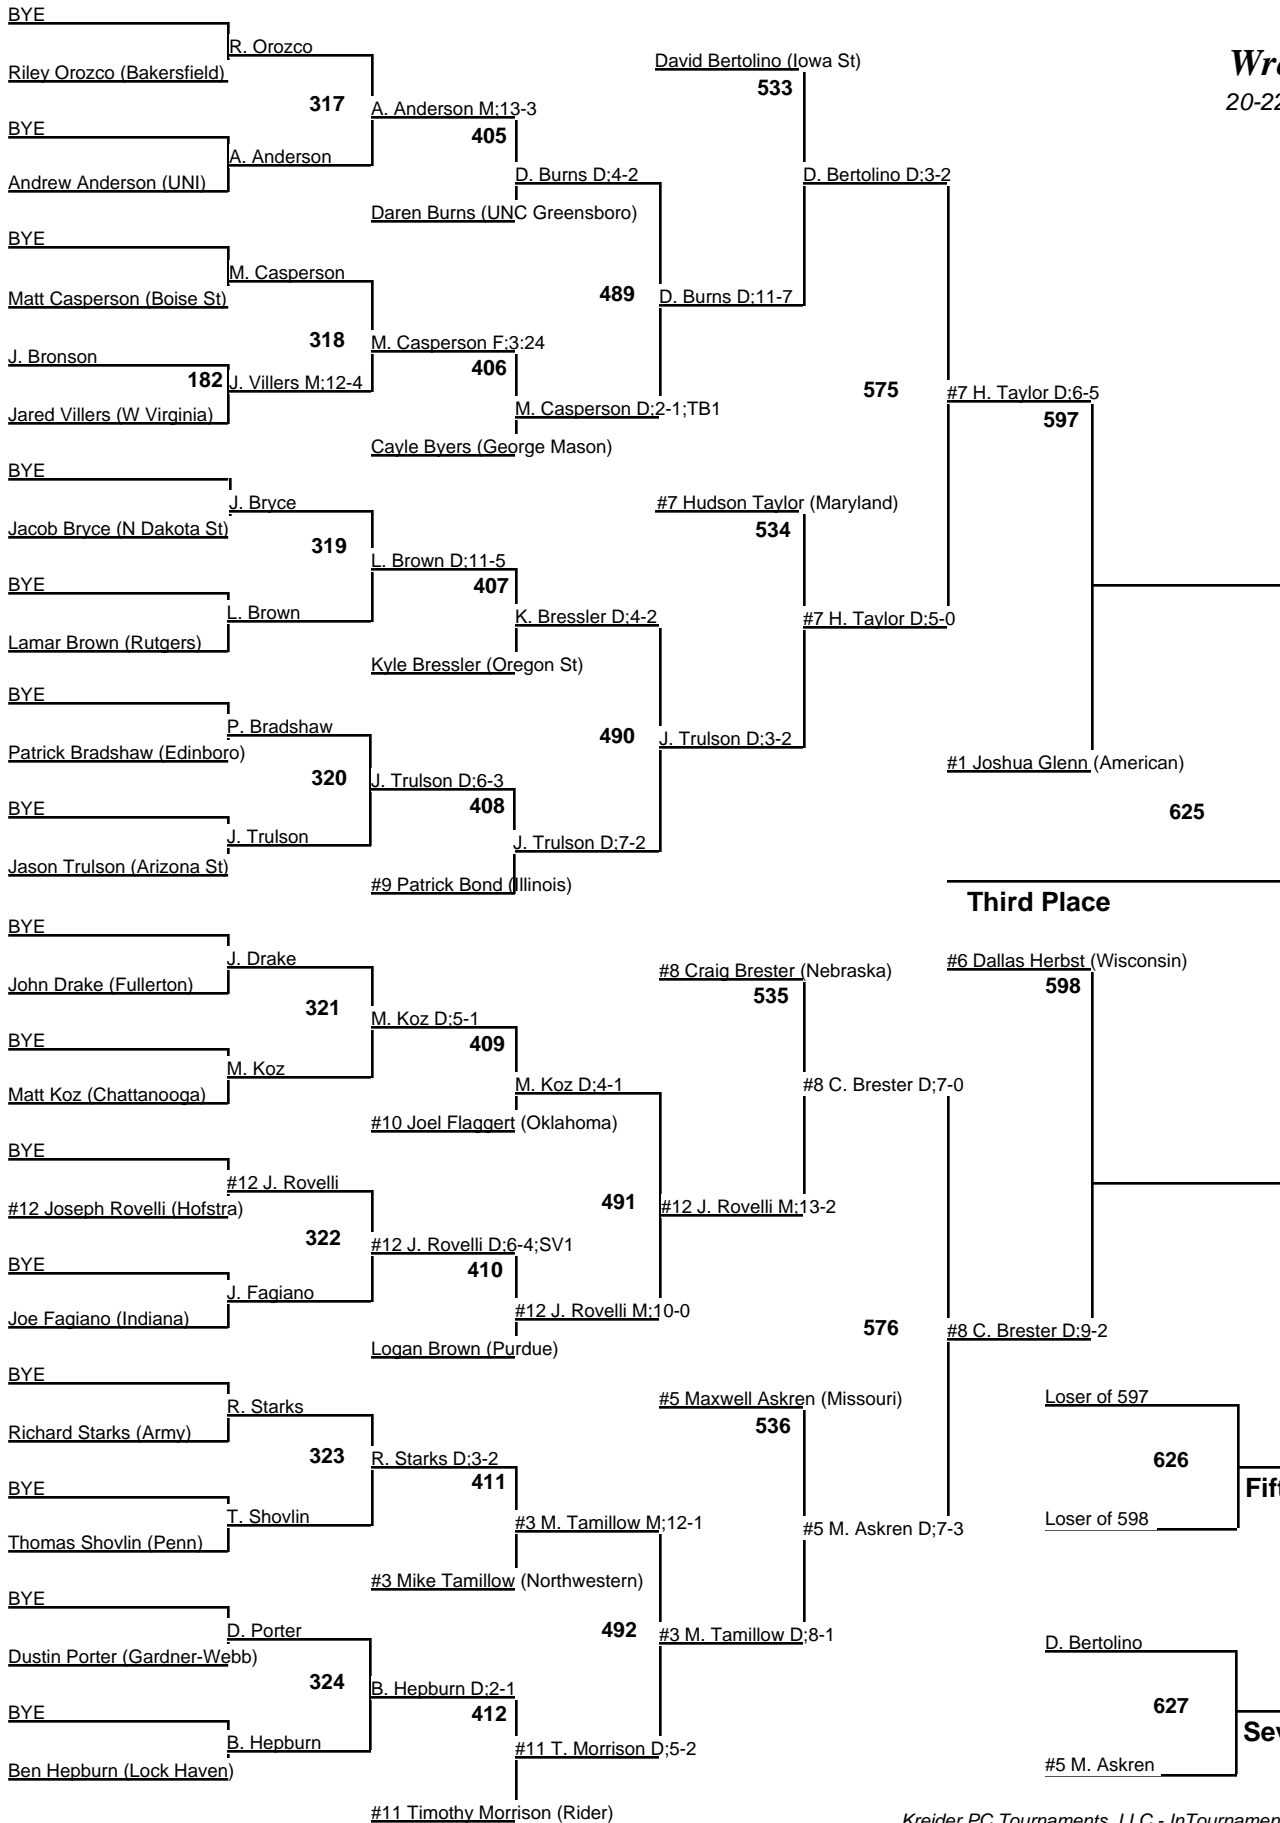 BYE
R. Orozco
Riley Orozco (Bakersfield)
317
A. Anderson M;13-3
BYE
405
A. Anderson
Andrew Anderson (UNI)
D. Burns D;4-2
Daren Burns (UNC Greensboro)
BYE
M. Casperson
Matt Casperson (Boise St)
489
D. Burns D;11-7
318
M. Casperson F;3:24
J. Bronson
406
182
J. Villers M;12-4
Jared Villers (W Virginia)
M. Casperson D;2-1;TB1
Cayle Byers (George Mason)
David Bertolino (Iowa St)
533
D. Bertolino D;3-2
575
#7 H. Taylor D;6-5
597
BYE
J. Bryce
Jacob Bryce (N Dakota St)
319
L. Brown D;11-5
BYE
407
L. Brown
Lamar Brown (Rutgers)
K. Bressler D;4-2
Kyle Bressler (Oregon St)
#7 Hudson Taylor (Maryland)
534
#7 H. Taylor D;5-0
BYE
P. Bradshaw
Patrick Bradshaw (Edinboro)
490
J. Trulson D;3-2
320
J. Trulson D;6-3
BYE
408
J. Trulson
Jason Trulson (Arizona St)
J. Trulson D;7-2
#9 Patrick Bond (Illinois)
#1 Joshua Glenn (American)
625
Third Place
BYE
J. Drake
John Drake (Fullerton)
321
M. Koz D;5-1
BYE
409
M. Koz
Matt Koz (Chattanooga)
M. Koz D;4-1
#10 Joel Flaggert (Oklahoma)
#8 Craig Brester (Nebraska)
535
#8 C. Brester D;7-0
#6 Dallas Herbst (Wisconsin)
598
BYE
#12 J. Rovelli
#12 Joseph Rovelli (Hofstra)
491
#12 J. Rovelli M;13-2
322
#12 J. Rovelli D;6-4;SV1
BYE
410
J. Fagiano
Joe Fagiano (Indiana)
#12 J. Rovelli M;10-0
Logan Brown (Purdue)
576
#8 C. Brester D;9-2
BYE
R. Starks
Richard Starks (Army)
323
R. Starks D;3-2
BYE
411
T. Shovlin
Thomas Shovlin (Penn)
#3 M. Tamillow M;12-1
#3 Mike Tamillow (Northwestern)
#5 Maxwell Askren (Missouri)
536
#5 M. Askren D;7-3
Loser of 597
626
Loser of 598
BYE
D. Porter
Dustin Porter (Gardner-Webb)
492
#3 M. Tamillow D;8-1
324
B. Hepburn D;2-1
BYE
412
B. Hepburn
Ben Hepburn (Lock Haven)
#11 T. Morrison D;5-2
#11 Timothy Morrison (Rider)
D. Bertolino
627
#5 M. Askren
Kreider PC Tournaments, LLC - InTournamen